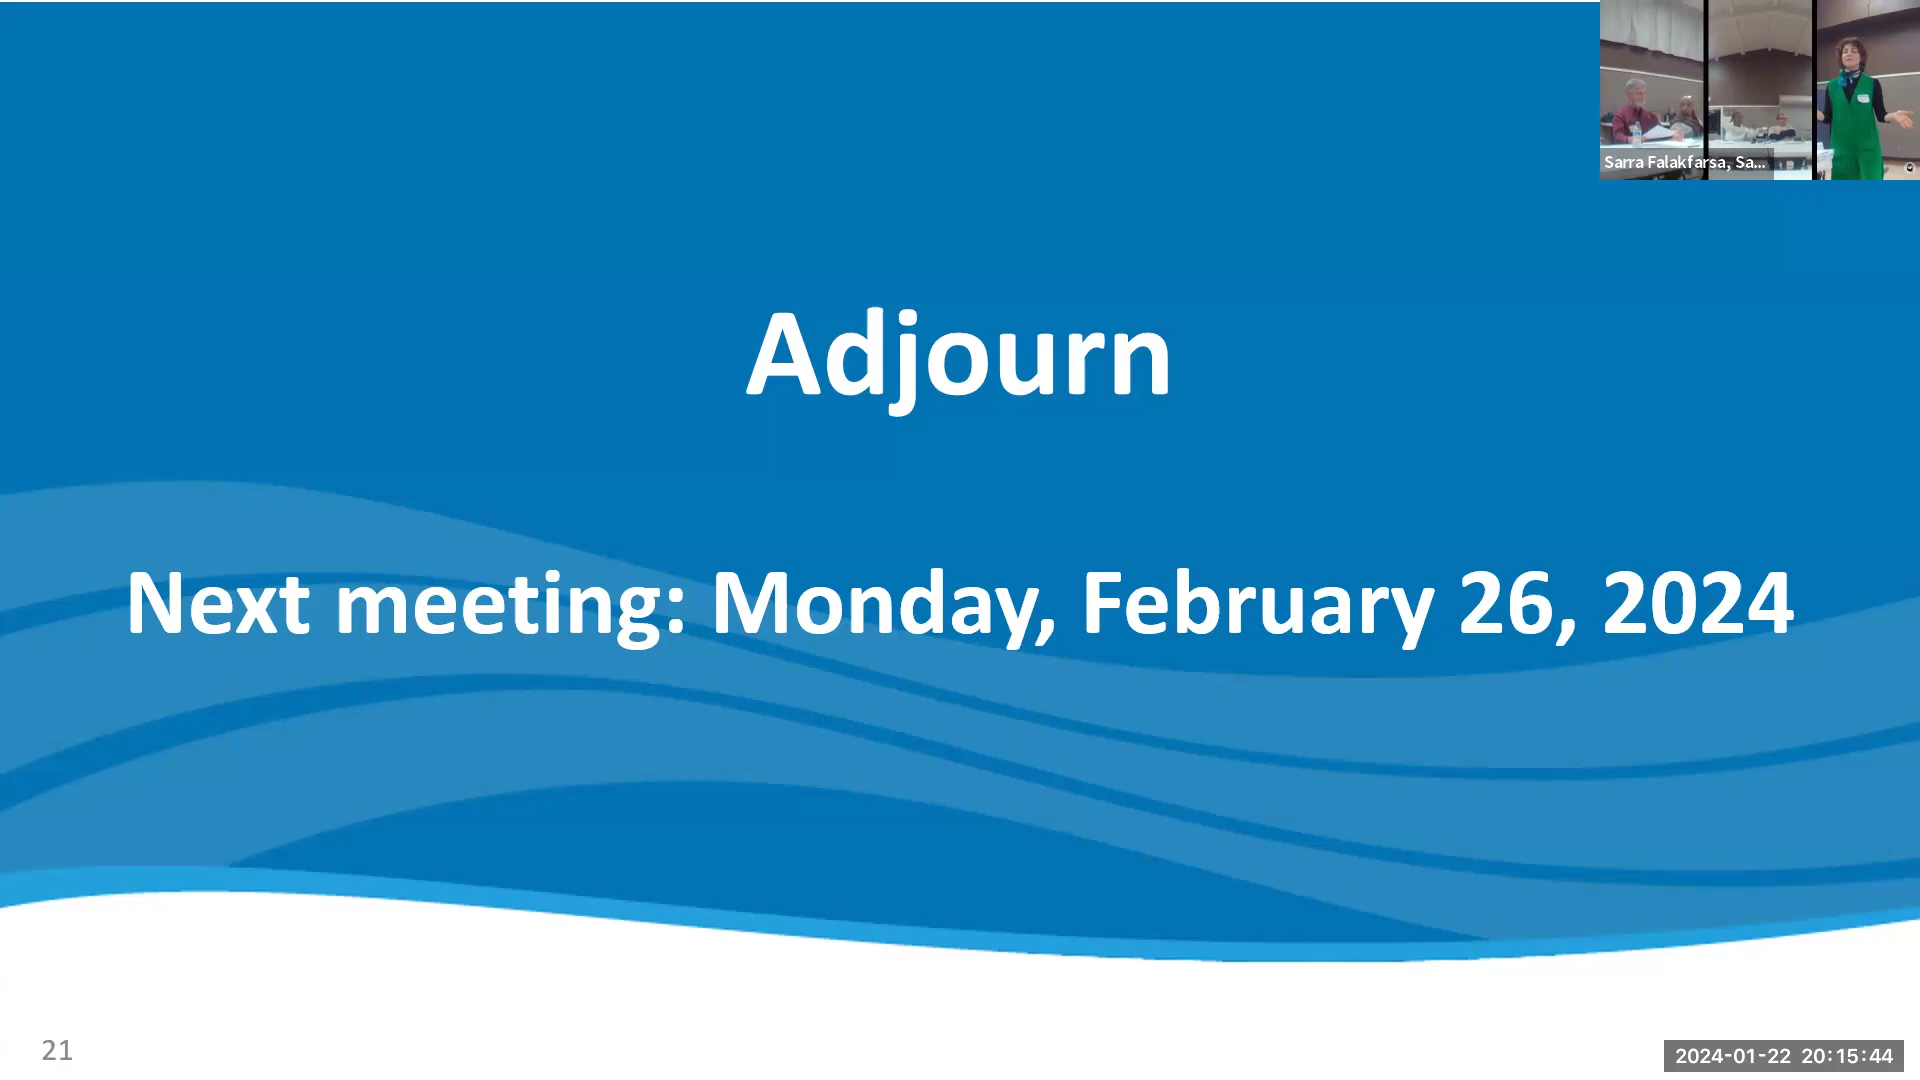 Sarra Falakfarsa, Sa...
Adjourn
Next meeting: Monday, February 26, 2024
21
2024-01-22 20:15:44